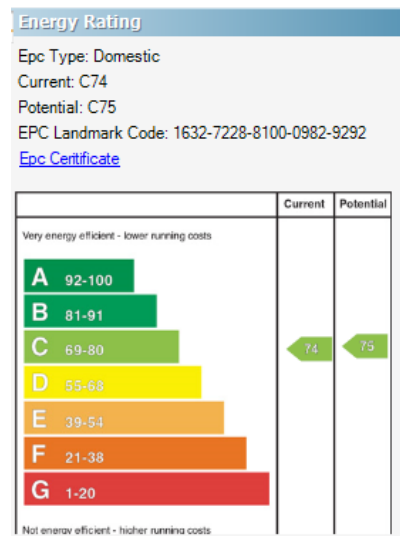 Energy Rating
Epc Type: Domestic
Current: C74
Potential: C75
EPC Landmark Code: 1632-7228-8100-0982-9292
Epc Ceritificate
Current Potential
Very energy efficient - lower running costs
A 92-100
B 81-91
C 69-80 74 75
D 55-68
E 39-54
F 21-38
G 1-20
Not energy efficient - higher running costs